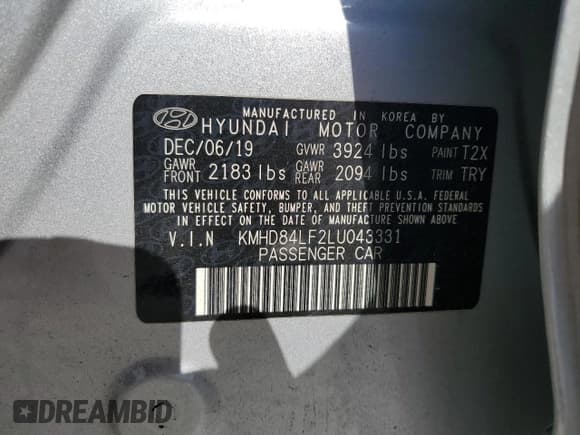 MANUFACTURED IN KOREA BY
HYUNDAI MOTOR COMPANY
DEC/06/19 GVWR 3924 lbs PAINT T2X
GAWR FRONT 2183 lbs GAWR REAR 2094 lbs TRIM TRY
THIS VEHICLE CONFORMS TO ALL APPLICABLE U.S.A. FEDERAL
MOTOR VEHICLE SAFETY, BUMPER, AND THEFT PREVENTION STANDARDS
IN EFFECT ON THE DATE OF MANUFACTURE SHOWN ABOVE.
V.I.N KMHD84LF2LU043331
PASSENGER CAR
DREAMBID